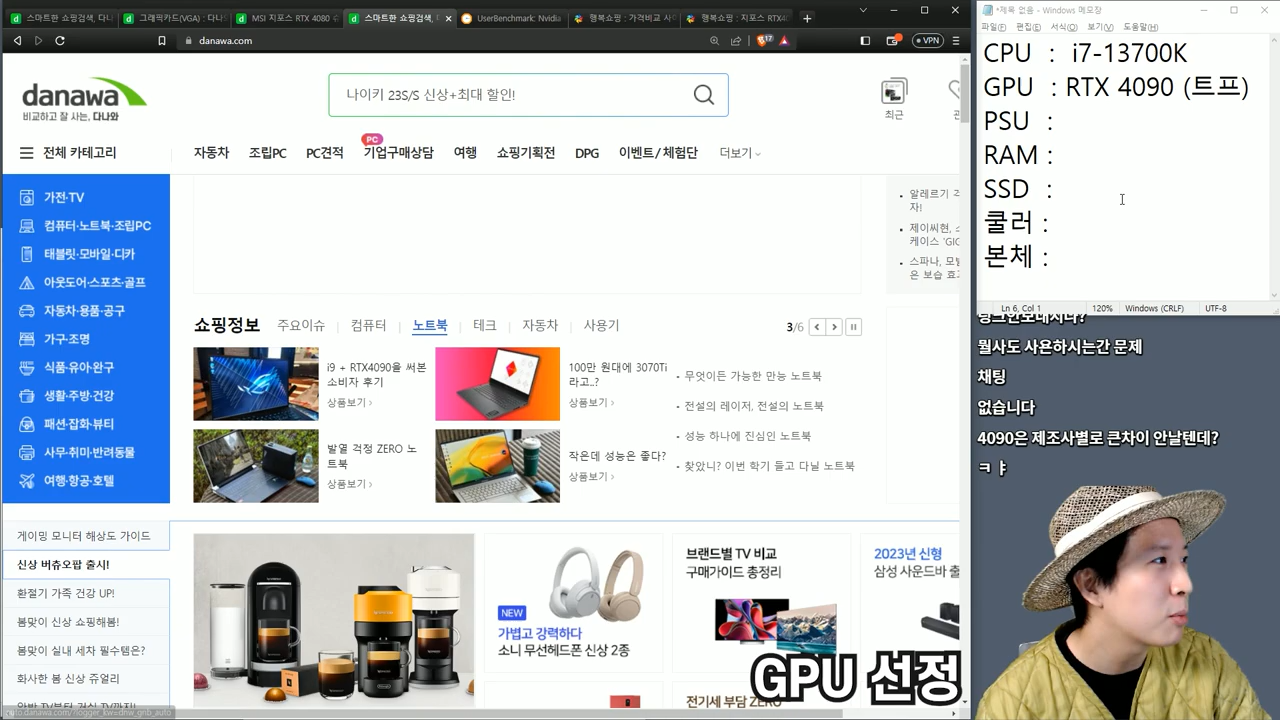 스마트한 쇼핑검색, 다나
그래픽카드(VGA) : 다나
MSI 지포스 RTX 4080
스마트한 쇼핑검색,
UserBenchmark: Nvidia
행복쇼핑 : 가격비교 사
행복쇼핑 : 지포스 RTX4
danawa.com
17
VPN
danawa
비교하고 잘 사는, 다나와
나이키 23S/S 신상+최대 할인!
최근
전체 카테고리
자동차
조립PC
PC견적
PC
기업구매상담
여행
쇼핑기획전
DPG
이벤트/체험단
더보기
가전·TV
컴퓨터·노트북·조립PC
태블릿·모바일·디카
아웃도어·스포츠·골프
자동차·용품·공구
가구·조명
식품·유아·완구
생활·주방·건강
패션·잡화·뷰티
사무·취미·반려동물
여행·항공·호텔
게이밍 모니터 해상도 가이드
신상 버츄오팝 출시!
환절기 가족 건강 UP!
봄맞이 신상 쇼핑해봄!
봄맞이 실내 세차 필수템은?
화사한 봄 신상 쥬얼리
알레르기 각
자!
제이씨현,
케이스 'GIG
스파나, 모발
은 보습 효고
쇼핑정보
주요이슈
컴퓨터
노트북
테크
자동차
사용기
3/6
i9 + RTX4090을 써본
소비자 후기
상품보기 ›
100만 원대에 3070Ti
라고..?
상품보기 ›
발열 걱정 ZERO 노
트북
상품보기 ›
작은데 성능은 좋다?
상품보기 ›
무엇이든 가능한 만능 노트북
전설의 레이저, 전설의 노트북
성능 하나에 진심인 노트북
찾았니? 이번 학기 들고 다닐 노트북
NEW
가볍고 강력하다
소니 무선헤드폰 신상 2종
브랜드별 TV 비교
구매가이드 총정리
2023년 신형
삼성 사운드바 출
전기세 부담 ZERO
GPU 선정
*제목 없음 - Windows 메모장
파일(F)
편집(E)
서식(O)
보기(V)
도움말(H)
CPU : i7-13700K
GPU : RTX 4090 (트프)
PSU :
RAM :
SSD :
쿨러 :
본체 :
Ln 6, Col 1
120%
Windows (CRLF)
UTF-8
뭘사도 사용하시는간 문제
채팅
없습니다
4090은 제조사별로 큰차이 안날텐데?
ㅋ ㅑ